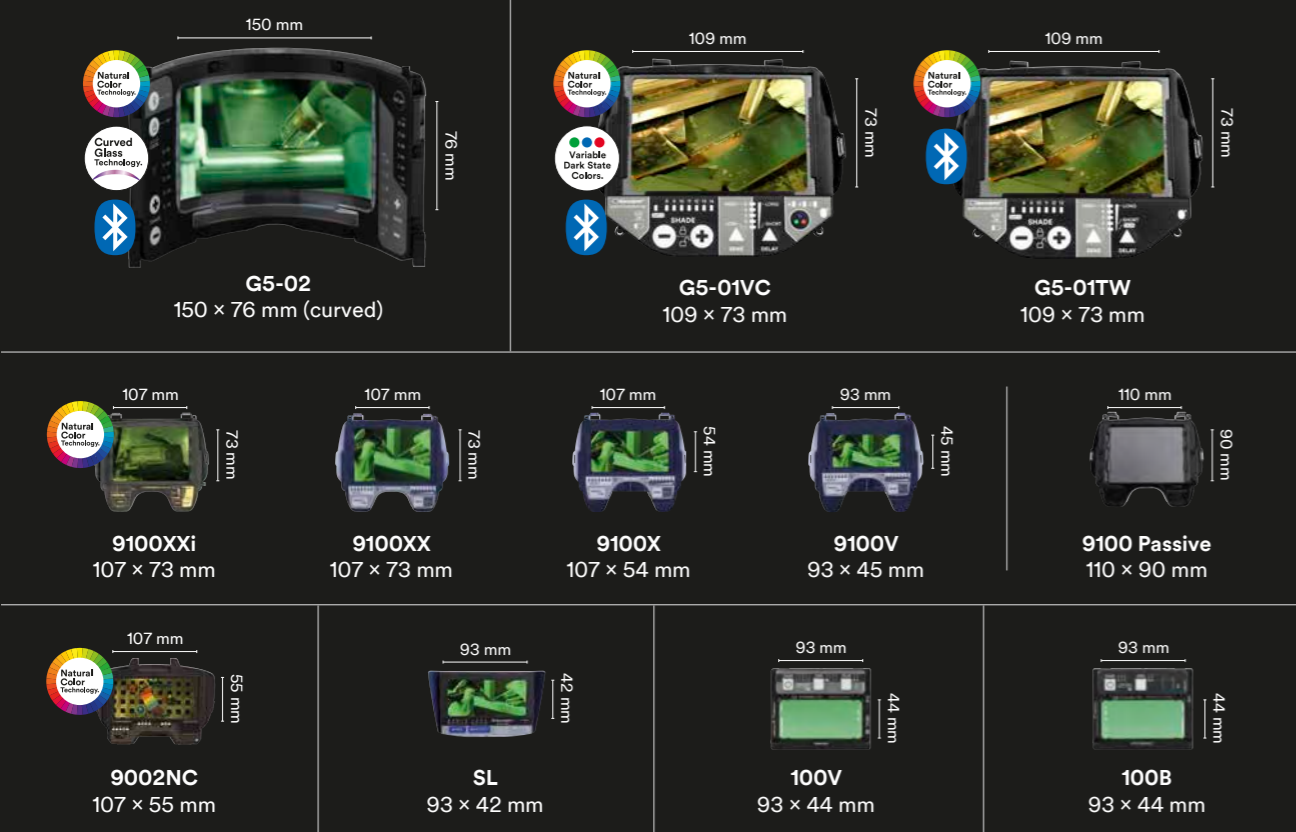 150 mm
Natural
Color
Technology.
Curved
Glass
Technology.
76 mm
G5-02
150 × 76 mm (curved)
109 mm
Natural
Color
Technology.
Variable
Dark State
Colors.
73 mm
SHADE
LONG
SHORT
SENS
DELAY
G5-01VC
109 × 73 mm
109 mm
Natural
Color
Technology.
73 mm
SHADE
LONG
SHORT
SENS
DELAY
G5-01TW
109 × 73 mm
107 mm
Natural
Color
Technology.
73 mm
9100XXi
107 × 73 mm
107 mm
73 mm
9100XX
107 × 73 mm
107 mm
54 mm
9100X
107 × 54 mm
93 mm
45 mm
9100V
93 × 45 mm
110 mm
90 mm
9100 Passive
110 × 90 mm
107 mm
Natural
Color
Technology.
55 mm
9002NC
107 × 55 mm
93 mm
42 mm
SL
93 × 42 mm
93 mm
44 mm
100V
93 × 44 mm
93 mm
44 mm
100B
93 × 44 mm